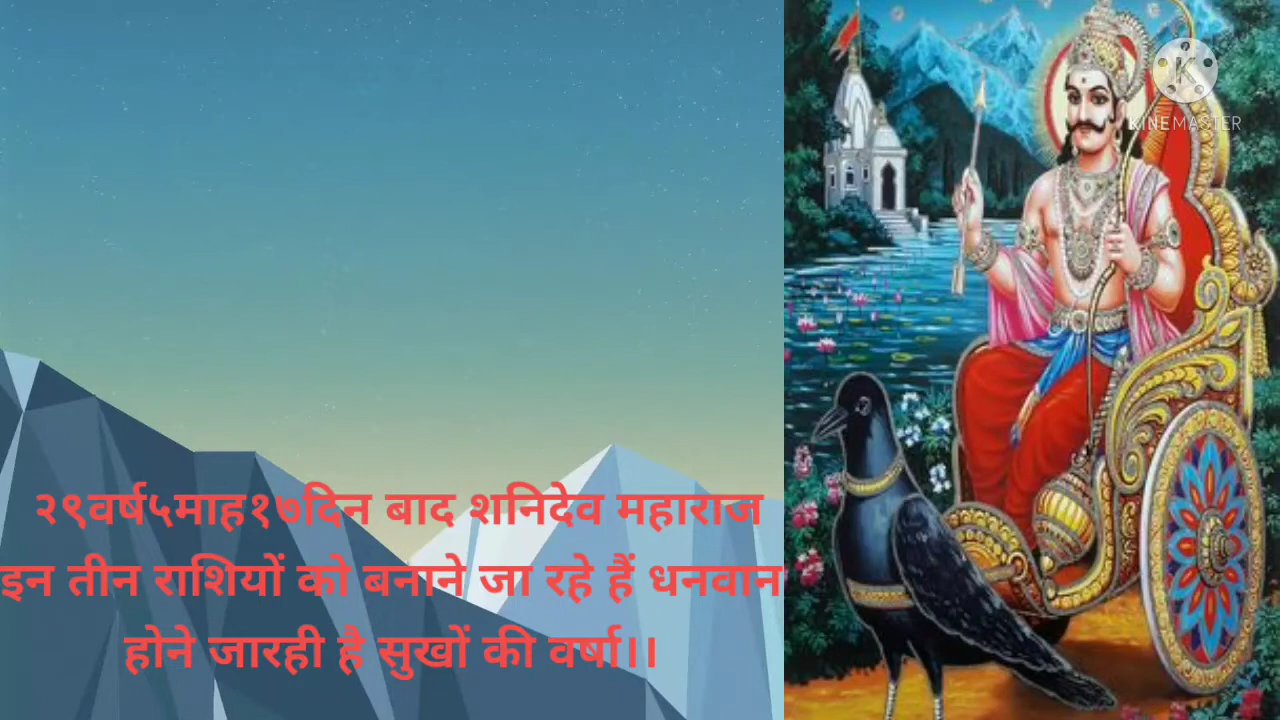 KINEMASTER
२९वर्ष५माह१७दिन बाद शनिदेव महाराज
इन तीन राशियों को बनाने जा रहे हैं धनवान
होने जारही है सुखों की वर्षा।।